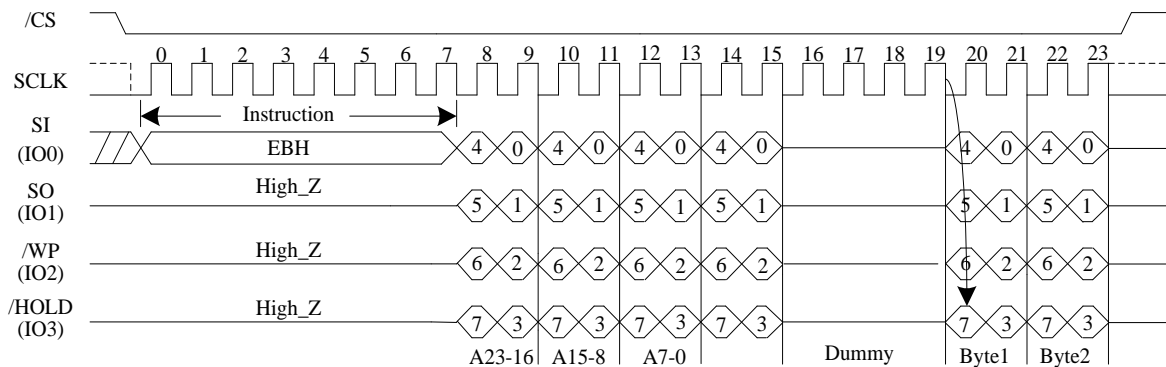 /CS
0 1 2 3 4 5 6 7 8 9 10 11 12 13 14 15 16 17 18 19 20 21 22 23
SCLK
Instruction
SI
(IO0)
EBH
4 0 4 0 4 0 4 0 4 0 4 0
SO
(IO1)
High_Z
5 1 5 1 5 1 5 1 5 1 5 1
/WP
(IO2)
High_Z
6 2 6 2 6 2 6 2 6 2 6 2
/HOLD
(IO3)
High_Z
7 3 7 3 7 3 7 3 7 3 7 3
A23-16 A15-8 A7-0 Dummy Byte1 Byte2